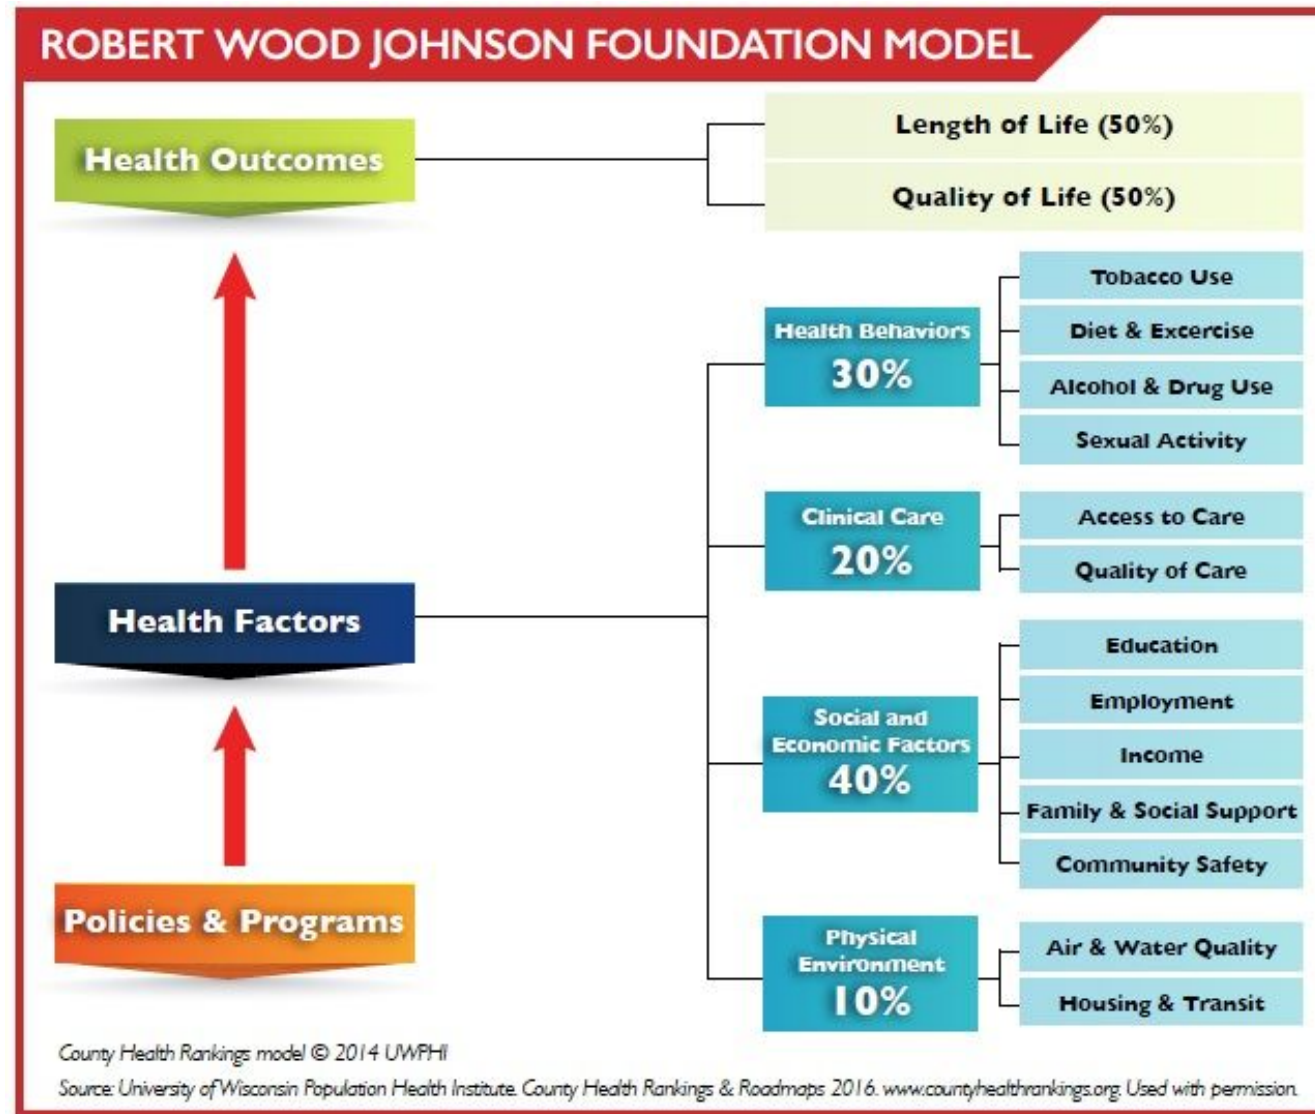 ROBERT WOOD JOHNSON FOUNDATION MODEL
Health Outcomes
Length of Life (50%)
Quality of Life (50%)
Health Factors
Health Behaviors
30%
Tobacco Use
Diet & Excercise
Alcohol & Drug Use
Sexual Activity
Clinical Care
20%
Access to Care
Quality of Care
Social and
Economic Factors
40%
Education
Employment
Income
Family & Social Support
Community Safety
Physical
Environment
10%
Air & Water Quality
Housing & Transit
Policies & Programs
County Health Rankings model © 2014 UWPHI
Source: University of Wisconsin Population Health Institute. County Health Rankings & Roadmaps 2016. www.countyhealthrankings.org. Used with permission.